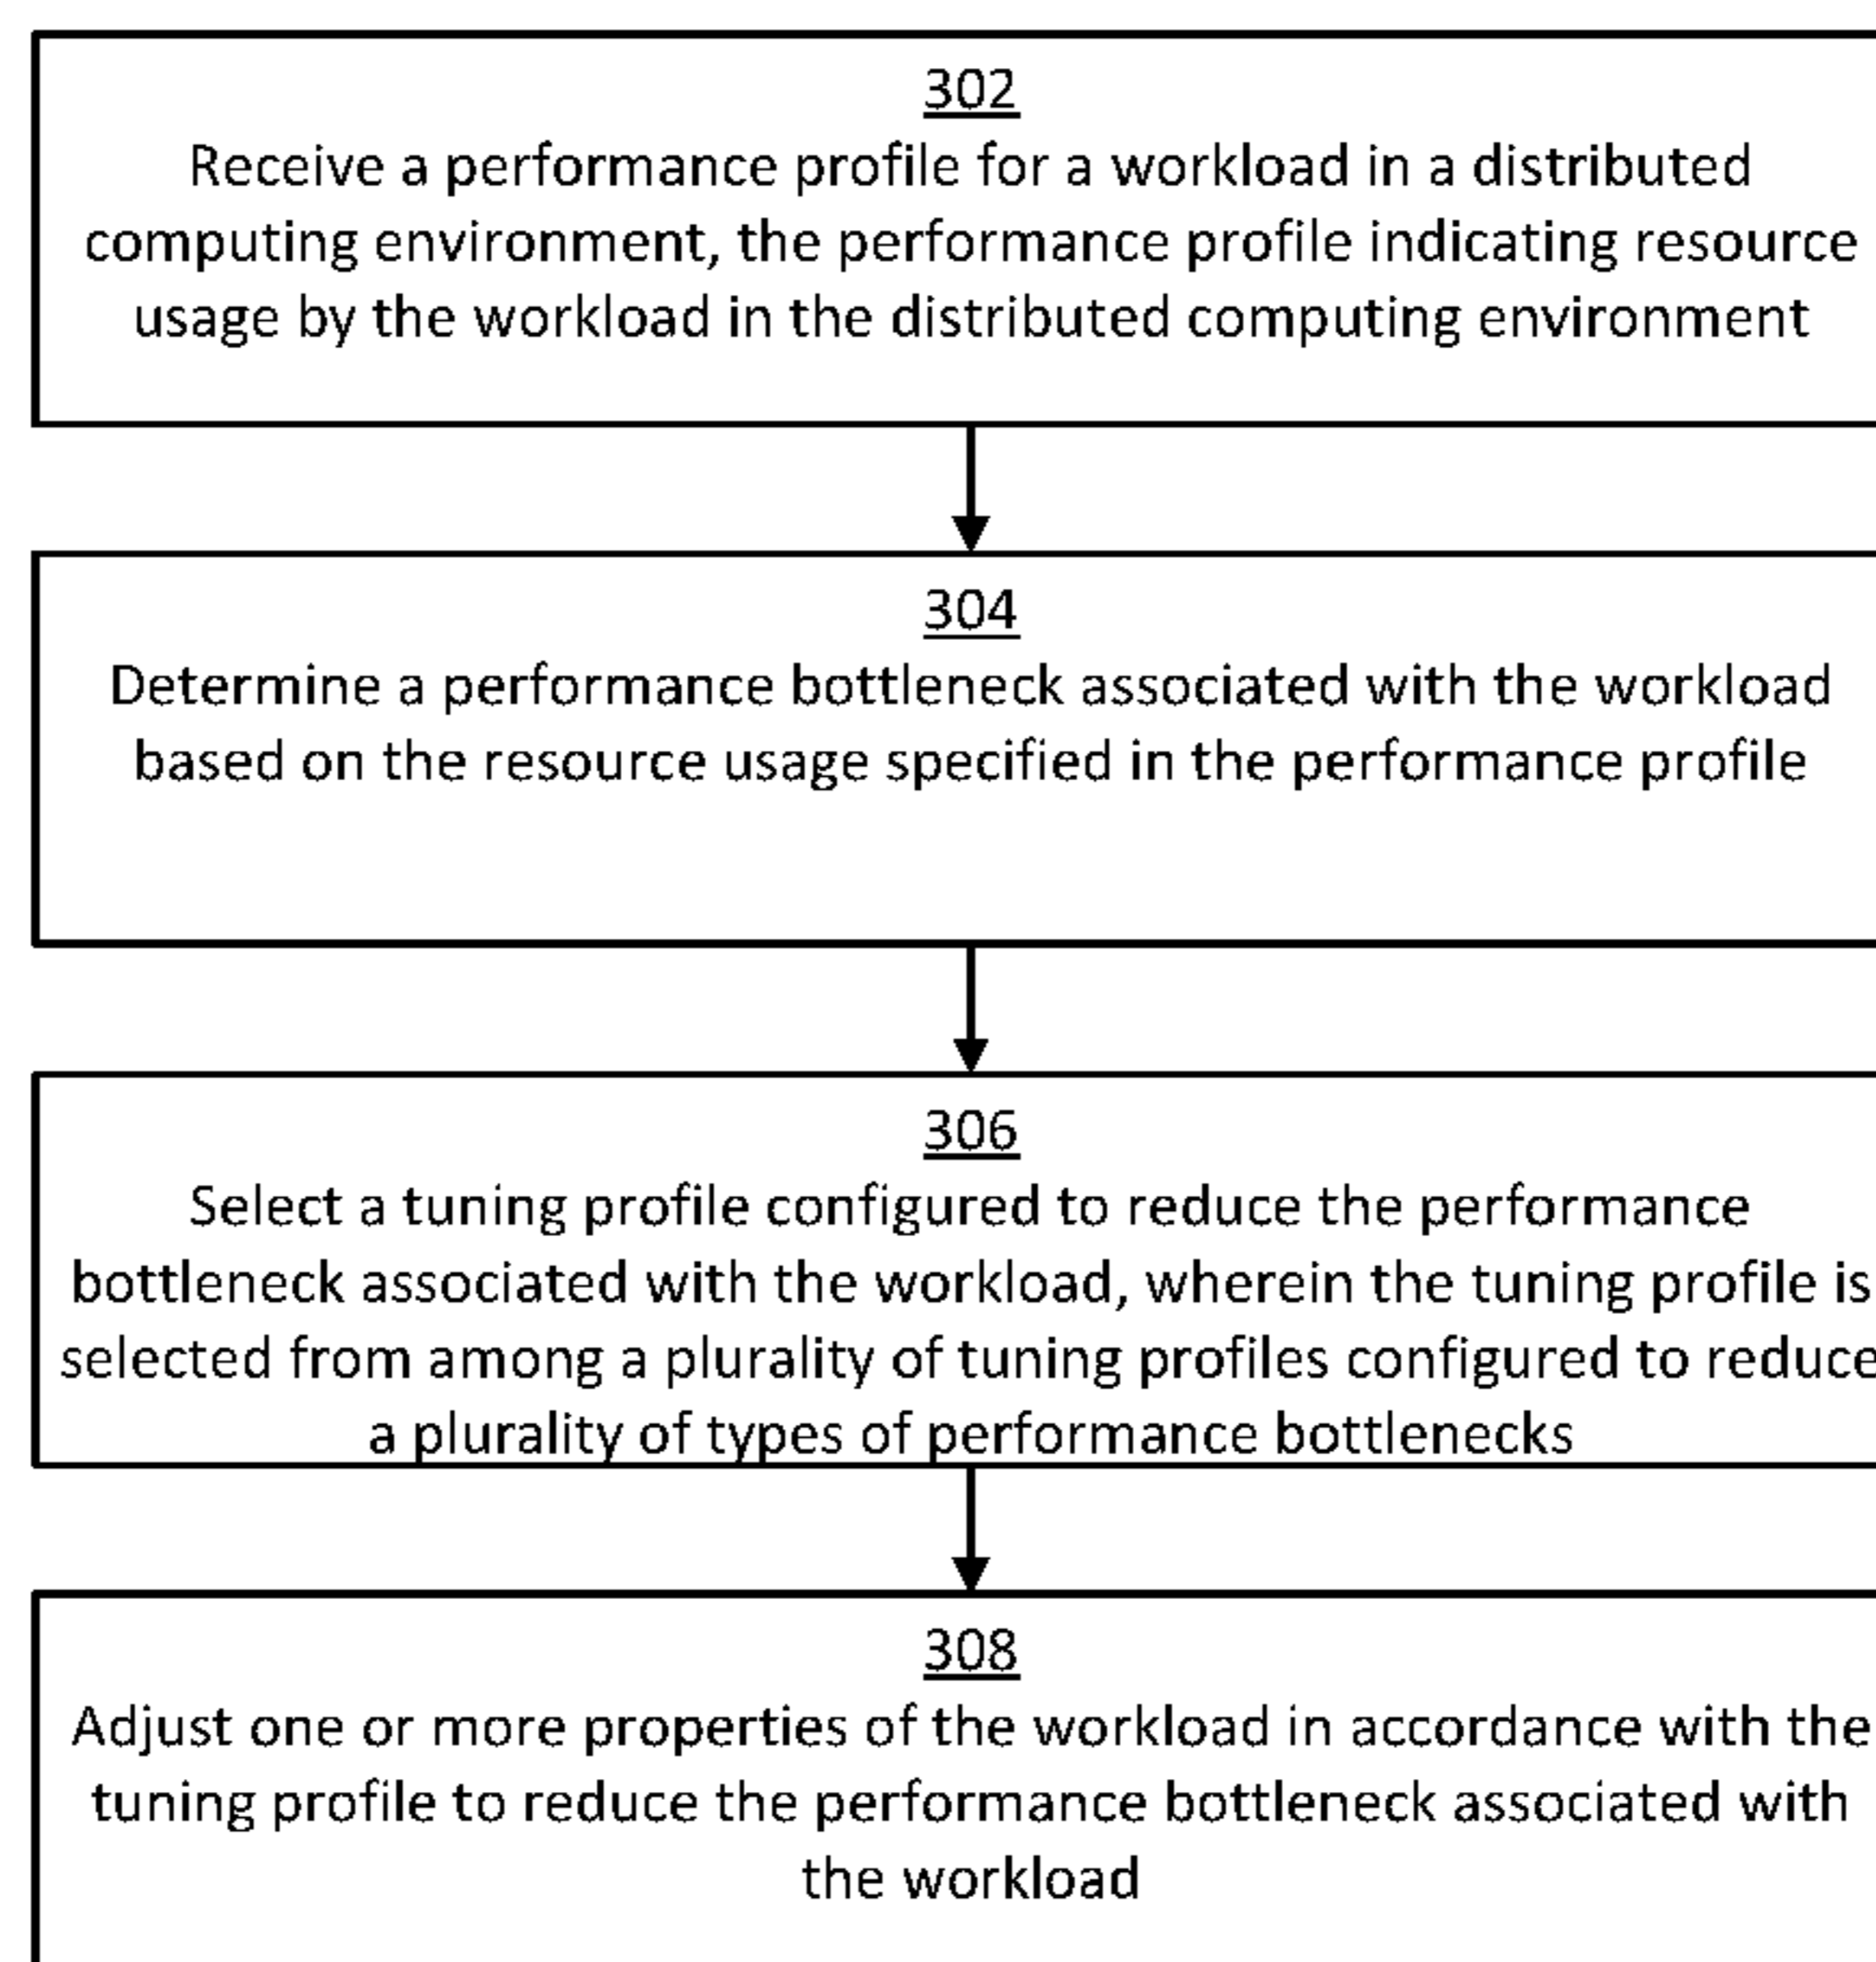 302
Receive a performance profile for a workload in a distributed
computing environment, the performance profile indicating resource
usage by the workload in the distributed computing environment
304
Determine a performance bottleneck associated with the workload
based on the resource usage specified in the performance profile
306
Select a tuning profile configured to reduce the performance
bottleneck associated with the workload, wherein the tuning profile is
selected from among a plurality of tuning profiles configured to reduce
a plurality of types of performance bottlenecks
308
Adjust one or more properties of the workload in accordance with the
tuning profile to reduce the performance bottleneck associated with
the workload